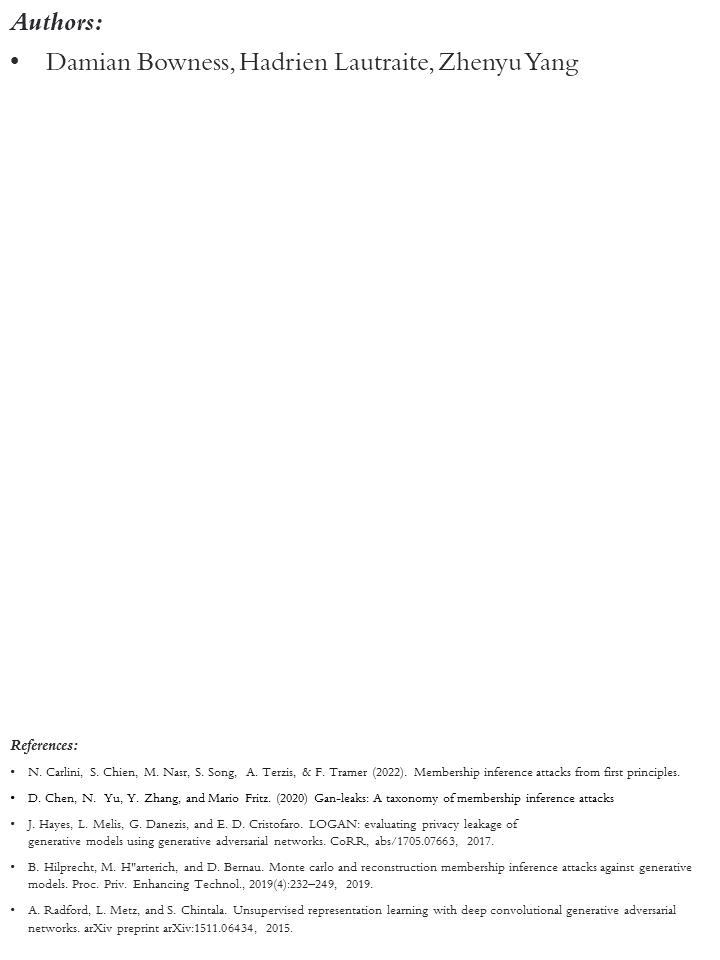 Authors:
• Damian Bowness, Hadrien Lautraite, Zhenyu Yang
References:
• N. Carlini, S. Chien, M. Nasr, S. Song, A. Terzis, & F. Tramer (2022). Membership inference attacks from first principles.
• D. Chen, N. Yu, Y. Zhang, and Mario Fritz. (2020) Gan-leaks: A taxonomy of membership inference attacks
• J. Hayes, L. Melis, G. Danezis, and E. D. Cristofaro. LOGAN: evaluating privacy leakage of
generative models using generative adversarial networks. CoRR, abs/1705.07663, 2017.
• B. Hilprecht, M. H"arterich, and D. Bernau. Monte carlo and reconstruction membership inference attacks against generative
models. Proc. Priv. Enhancing Technol., 2019(4):232–249, 2019.
• A. Radford, L. Metz, and S. Chintala. Unsupervised representation learning with deep convolutional generative adversarial
networks. arXiv preprint arXiv:1511.06434, 2015.